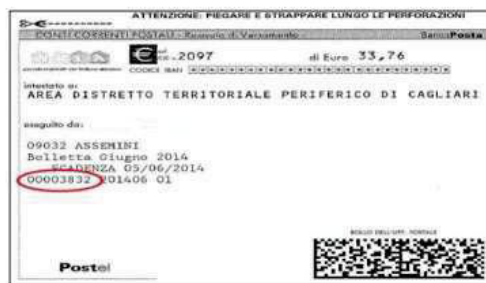 ATTENZIONE: PIEGARE E STRAPPARE LUNGO LE PERFORAZIONI
CONTI CORRENTI POSTALI - Ricevuta di Versamento BancoPosta
€ 2097 di Euro 33,76
CODICE IBAN
intestato a:
AREA DISTRETTO TERRITORIALE PERIFERICO DI CAGLIARI
eseguito da:
09032 ASSEMINI
Bolletta Giugno 2014
SCADENZA 05/06/2014
00003832 201406 01
BOLLO DELL'UFF. POSTALE
Postel